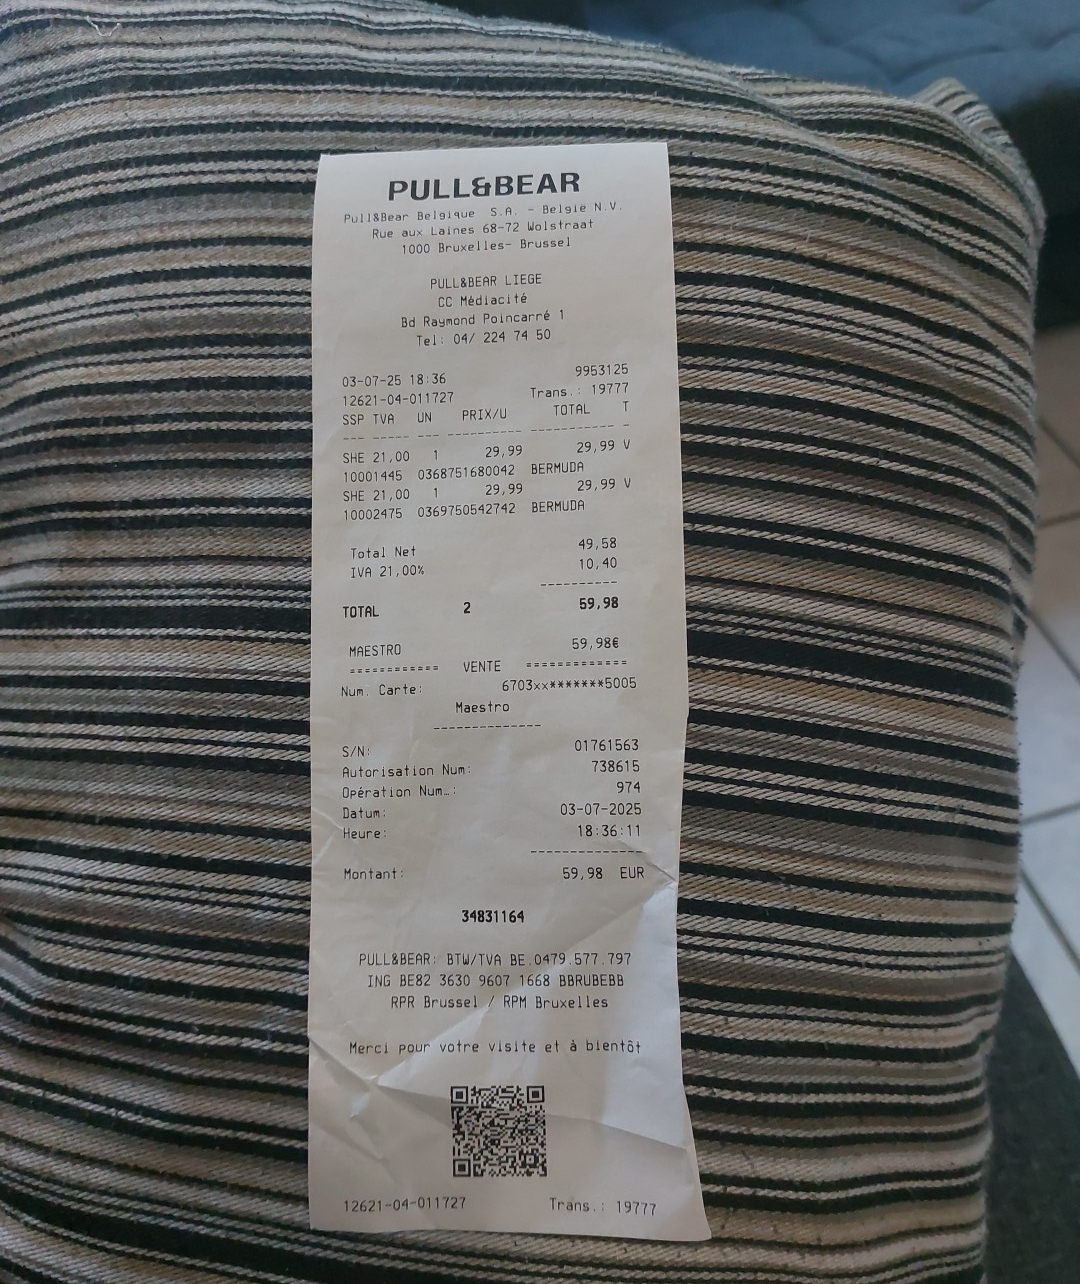 PULL&BEAR
Pull&Bear Belgique S.A. - België N.V.
Rue aux Laines 68-72 Wolstraat
1000 Bruxelles- Brussel
PULL&BEAR LIEGE
CC Médiacité
Bd Raymond Poincarré 1
Tel: 04/ 224 74 50
03-07-25 18:36 9953125
12621-04-011727 Trans.: 19777
SSP TVA UN PRIX/U TOTAL T
--- ----- --- ---------- ----------- -
SHE 21,00 1 29,99 29,99 V
10001445 0368751680042 BERMUDA
SHE 21,00 1 29,99 29,99 V
10002475 0369750542742 BERMUDA
Total Net 49,58
IVA 21,00% 10,40
----------
TOTAL 2 59,98
MAESTRO 59,98€
============ VENTE =============
Num. Carte: 6703xx*******5005
Maestro
--------------
S/N: 01761563
Autorisation Num: 738615
Opération Num…: 974
Datum: 03-07-2025
Heure: 18:36:11
--------------
Montant: 59,98 EUR
34831164
PULL&BEAR: BTW/TVA BE.0479.577.797
ING BE82 3630 9607 1668 BBRUBEBB
RPR Brussel / RPM Bruxelles
Merci pour votre visite et à bientôt
12621-04-011727 Trans.: 19777